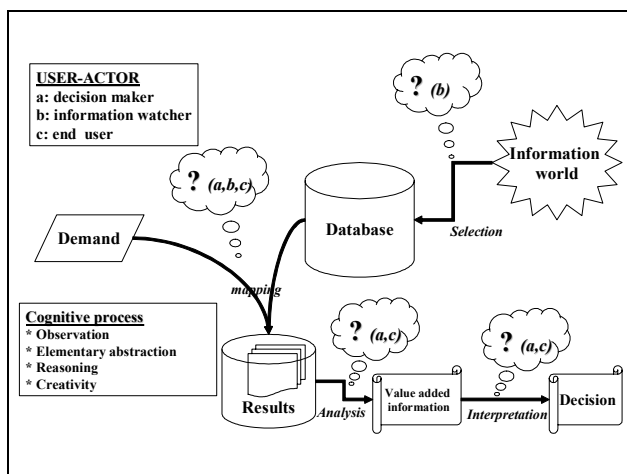 USER-ACTOR
a: decision maker
b: information watcher
c: end user
? (b)
Information
world
? (a,b,c)
Demand
Database
Selection
mapping
Cognitive process
* Observation
* Elementary abstraction
* Reasoning
* Creativity
? (a,c)
? (a,c)
Results
Analysis
Value added
information
Interpretation
Decision